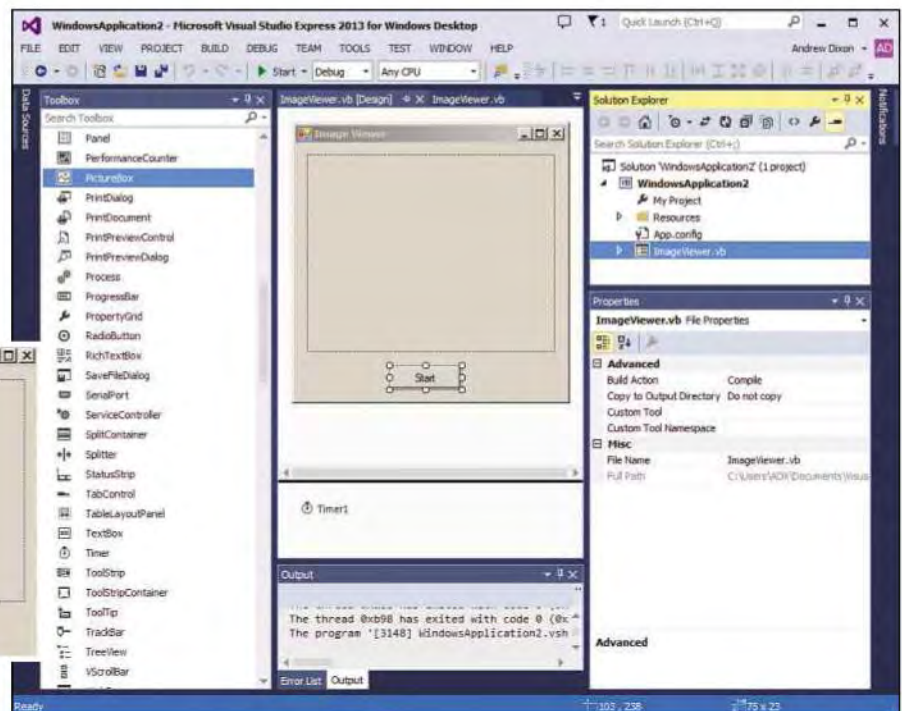 WindowsApplication2 - Microsoft Visual Studio Express 2013 for Windows Desktop
1
Quick Launch (Ctrl+Q)
FILE EDIT VIEW PROJECT BUILD DEBUG TEAM TOOLS TEST WINDOW HELP
Andrew Dixon
AD
Start
Debug
Any CPU
Data Sources
Toolbox
Search Toolbox
Panel
PerformanceCounter
PictureBox
PrintDialog
PrintDocument
PrintPreviewControl
PrintPreviewDialog
Process
ProgressBar
PropertyGrid
RadioButton
RichTextBox
SaveFileDialog
SerialPort
ServiceController
SplitContainer
Splitter
StatusStrip
TabControl
TableLayoutPanel
TextBox
Timer
ToolStrip
ToolStripContainer
ToolTip
TrackBar
TreeView
VScrollBar
ImageViewer.vb [Design]
ImageViewer.vb
Image Viewer
Start
Timer1
Output
The thread 0xb98 has exited with code 0 (0x
The program '[3148] WindowsApplication2.vsh
Error List Output
Solution Explorer
Search Solution Explorer (Ctrl+;)
Solution 'WindowsApplication2' (1 project)
WindowsApplication2
My Project
Resources
App.config
ImageViewer.vb
Properties
ImageViewer.vb File Properties
Advanced
Build Action Compile
Copy to Output Directory Do not copy
Custom Tool
Custom Tool Namespace
Misc
File Name ImageViewer.vb
Full Path C:\Users\ADX\Documents\Visua
Advanced
Notifications
Ready
103 , 238
75 x 23